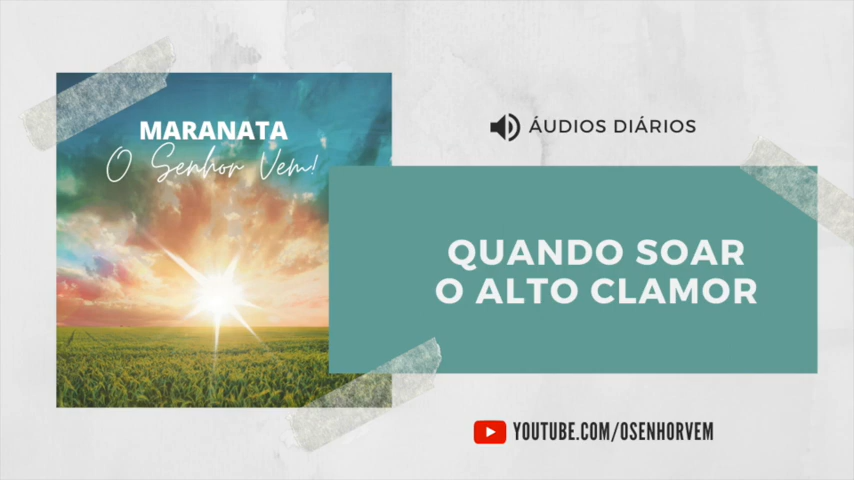 MARANATA
O Senhor Vem!
ÁUDIOS DIÁRIOS
QUANDO SOAR
O ALTO CLAMOR
YOUTUBE.COM/OSENHORVEM